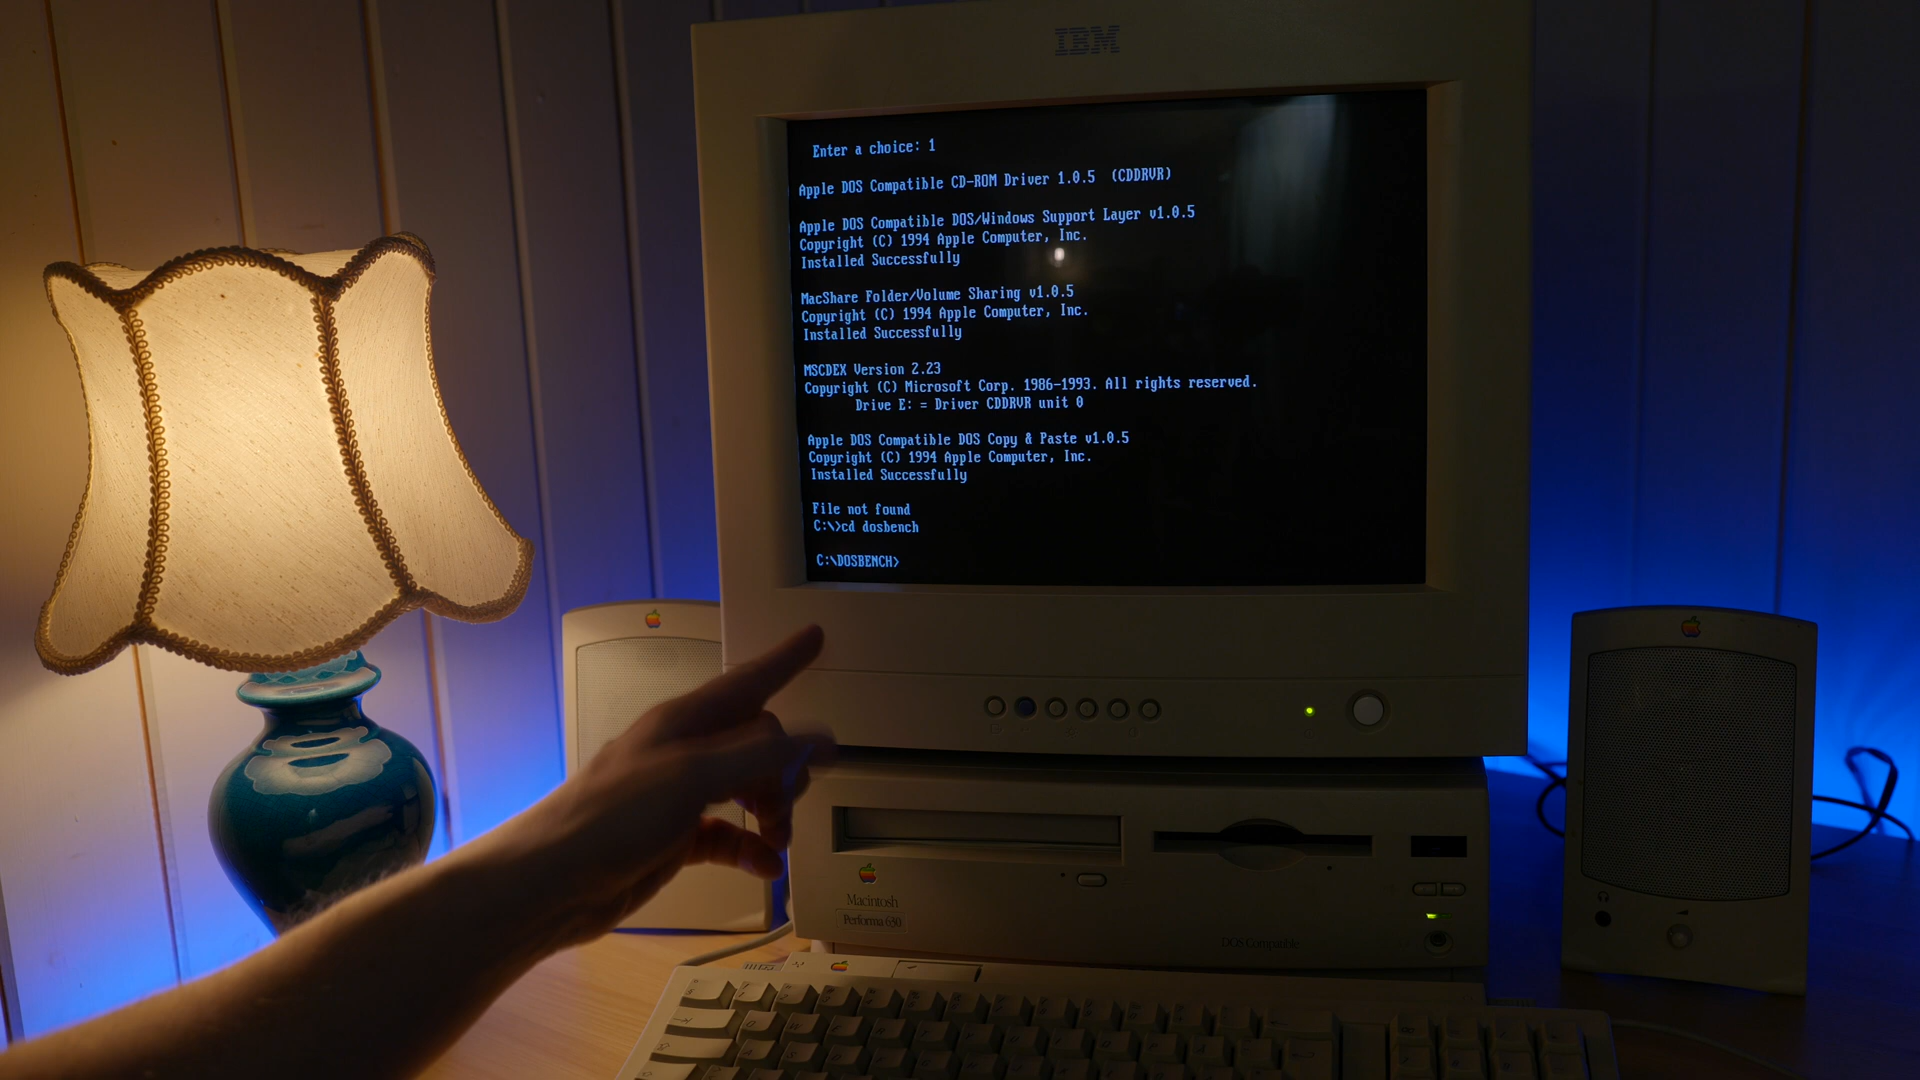 IBM
Enter a choice: 1
Apple DOS Compatible CD-ROM Driver 1.0.5  (CDDRVR)
Apple DOS Compatible DOS/Windows Support Layer v1.0.5
Copyright (C) 1994 Apple Computer, Inc.
Installed Successfully
MacShare Folder/Volume Sharing v1.0.5
Copyright (C) 1994 Apple Computer, Inc.
Installed Successfully
MSCDEX Version 2.23
Copyright (C) Microsoft Corp. 1986-1993. All rights reserved.
Drive E: = Driver CDDRVR unit 0
Apple DOS Compatible DOS Copy & Paste v1.0.5
Copyright (C) 1994 Apple Computer, Inc.
Installed Successfully
File not found
C:\>cd dosbench
C:\DOSBENCH>
Macintosh
Performa 630
DOS Compatible